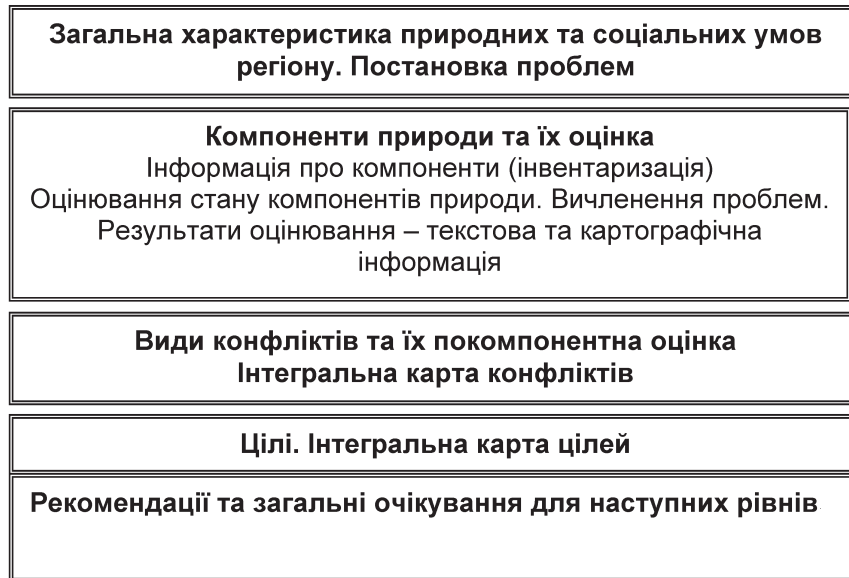 Загальна характеристика природних та соціальних умов
регіону. Постановка проблем
Компоненти природи та їх оцінка
Інформація про компоненти (інвентаризація)
Оцінювання стану компонентів природи. Вичленення проблем.
Результати оцінювання – текстова та картографічна
інформація
Види конфліктів та їх покомпонентна оцінка
Інтегральна карта конфліктів
Цілі. Інтегральна карта цілей
Рекомендації та загальні очікування для наступних рівнів